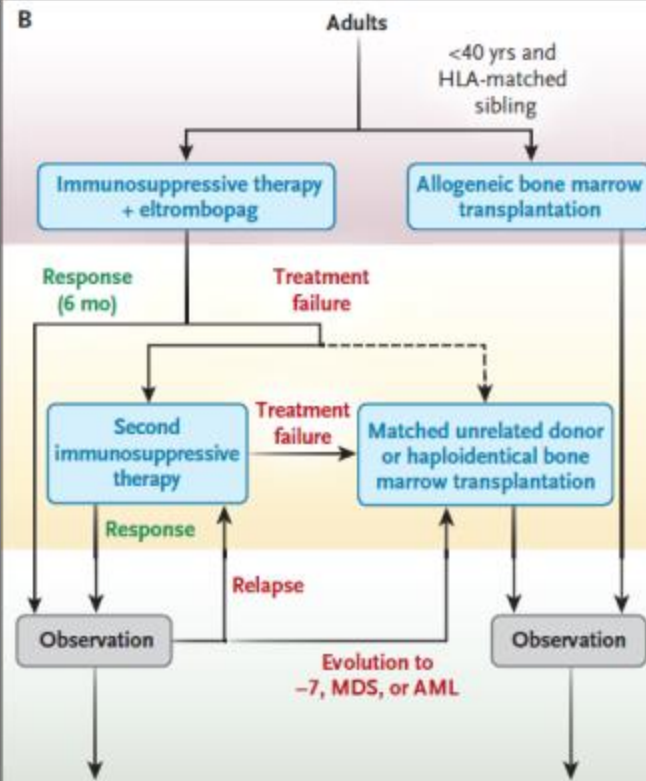 B
Adults
<40 yrs and
HLA-matched
sibling
Immunosuppressive therapy
+ eltrombopag
Allogeneic bone marrow
transplantation
Response
(6 mo)
Treatment
failure
Second
immunosuppressive
therapy
Treatment
failure
Matched unrelated donor
or haploidentical bone
marrow transplantation
Response
Relapse
Observation
Observation
Evolution to
−7, MDS, or AML